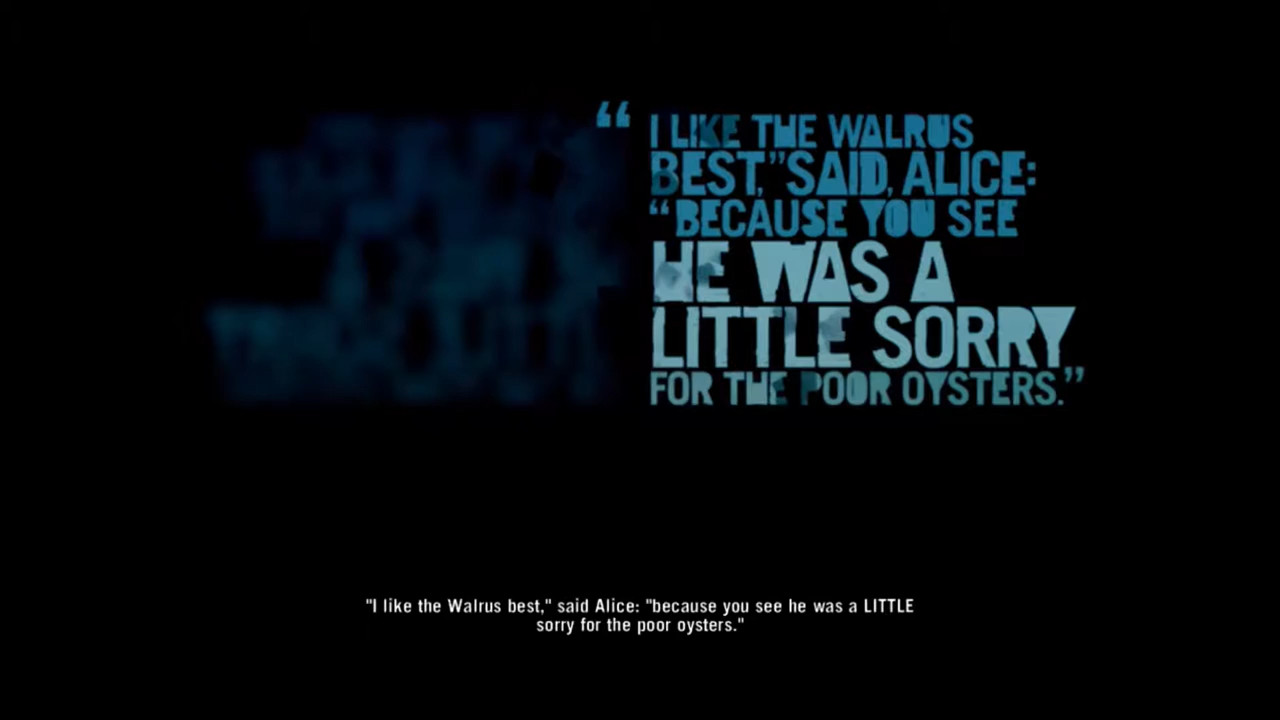 “ I LIKE THE WALRUS
BEST,” SAID, ALICE:
“BECAUSE YOU SEE
HE WAS A
LITTLE SORRY
FOR THE POOR OYSTERS.”
"I like the Walrus best," said Alice: "because you see he was a LITTLE
sorry for the poor oysters."